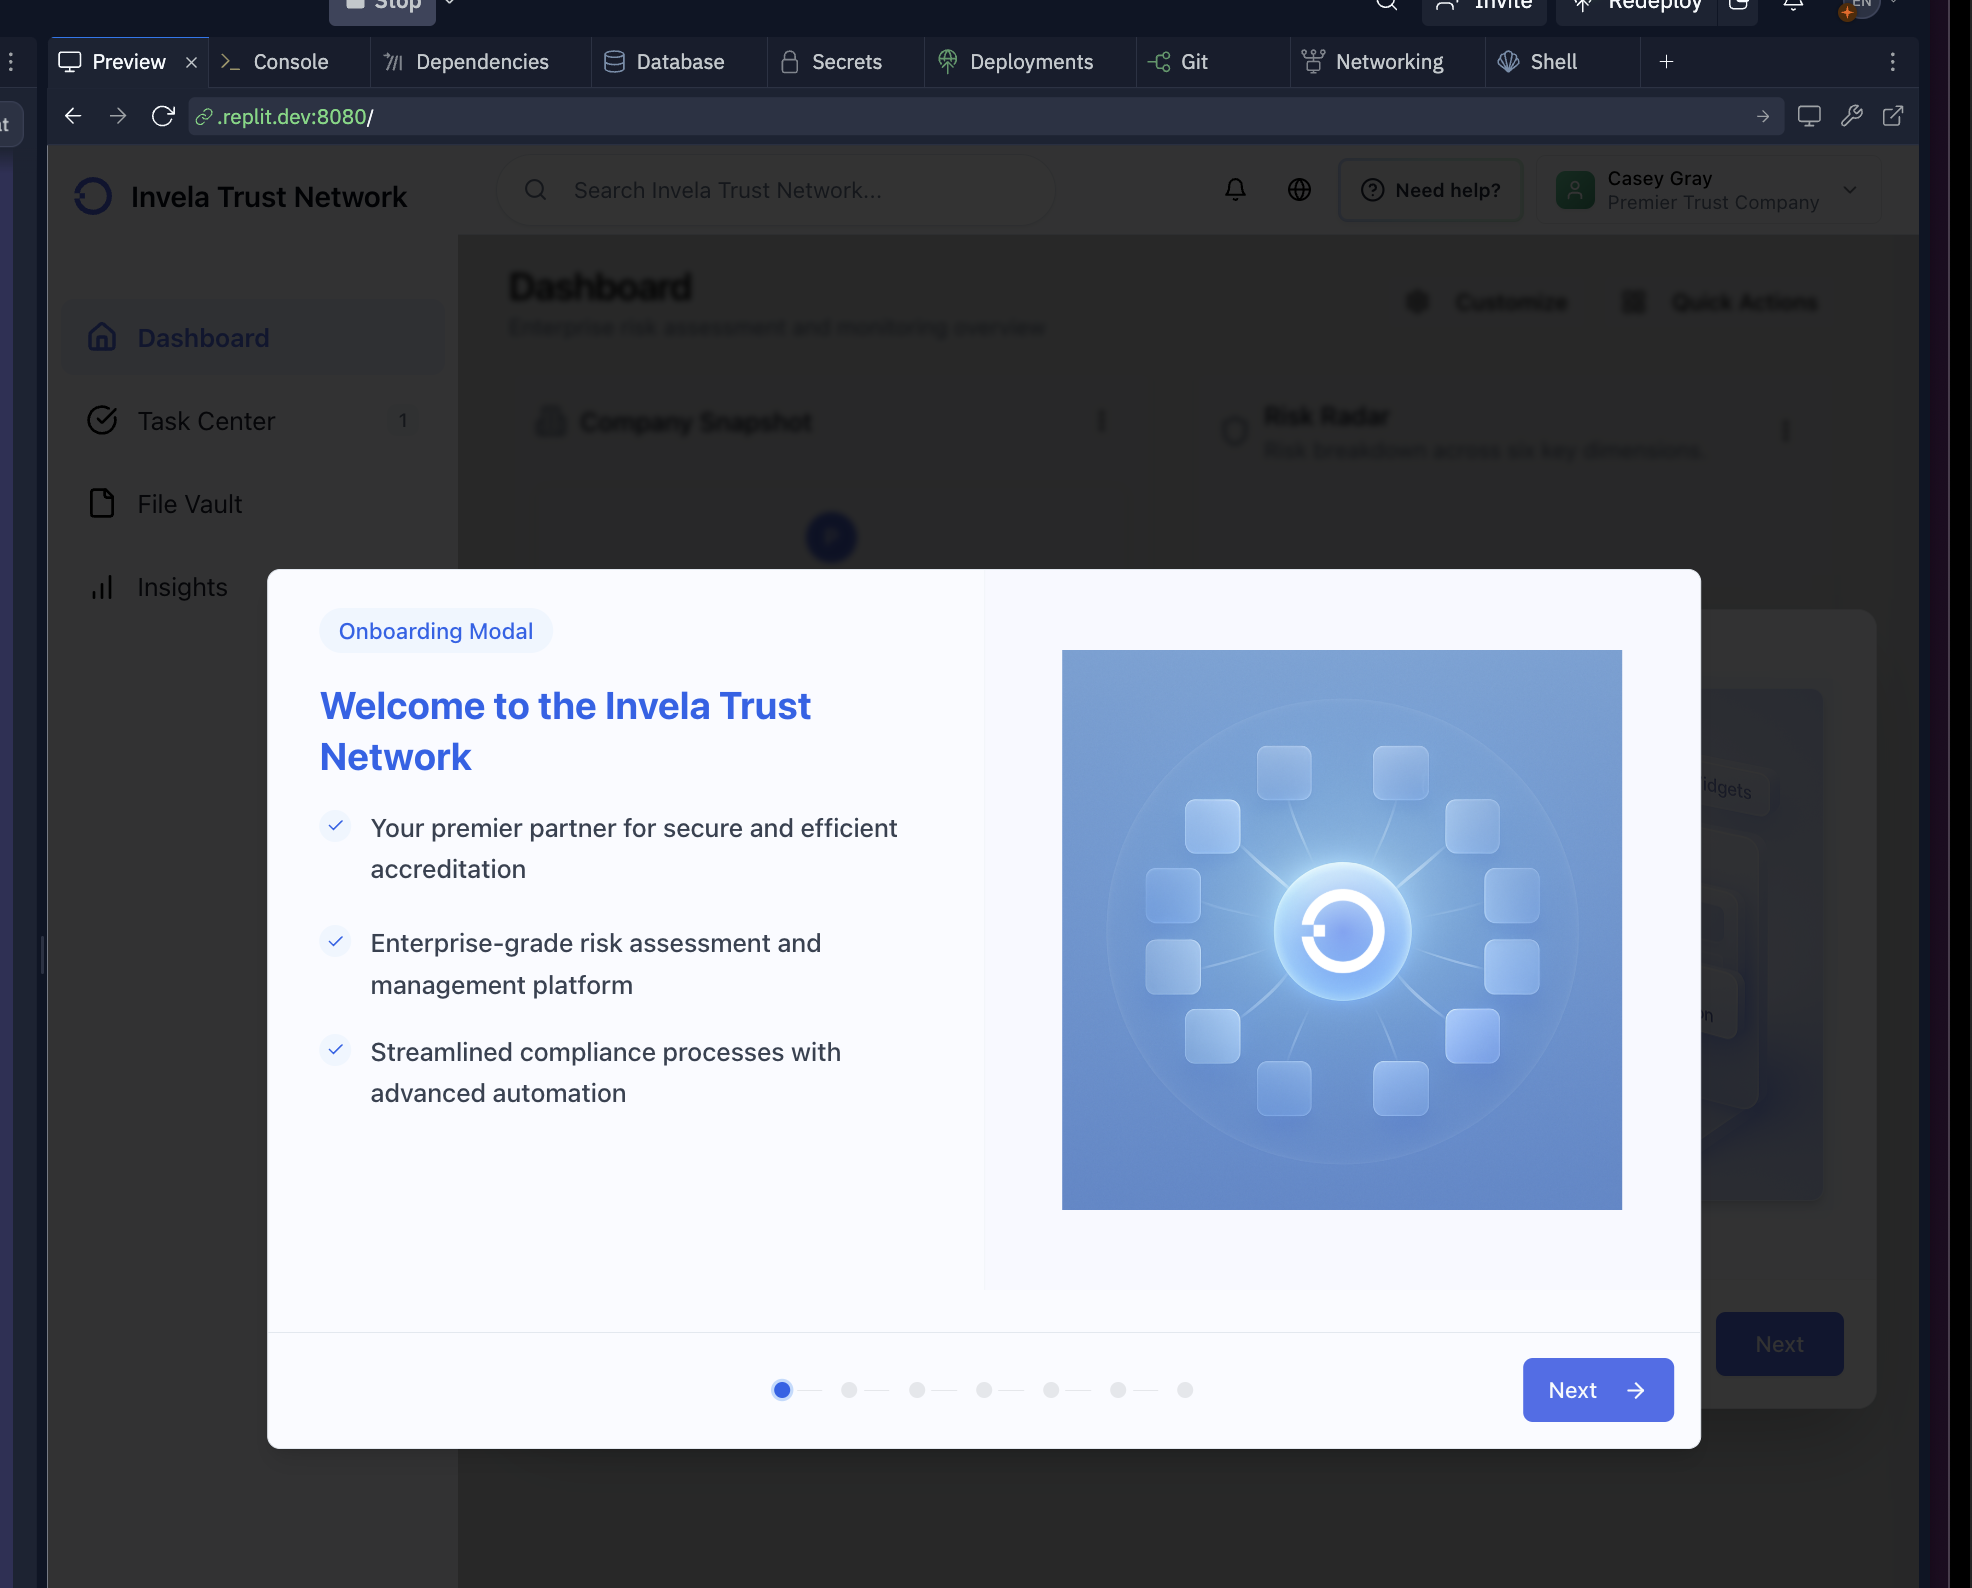 Stop
Invite
Redeploy
EN
Preview
Console
Dependencies
Database
Secrets
Deployments
Git
Networking
Shell
.replit.dev:8080/
Invela Trust Network
Search Invela Trust Network...
Need help?
Casey Gray
Premier Trust Company
Dashboard
Task Center
1
File Vault
Insights
Dashboard
Enterprise risk assessment and monitoring overview
Customize
Quick Actions
Company Snapshot
Risk Radar
Risk breakdown across six key dimensions
Onboarding Modal
Welcome to the Invela Trust
Network
Your premier partner for secure and efficient
accreditation
Enterprise-grade risk assessment and
management platform
Streamlined compliance processes with
advanced automation
Next
Next